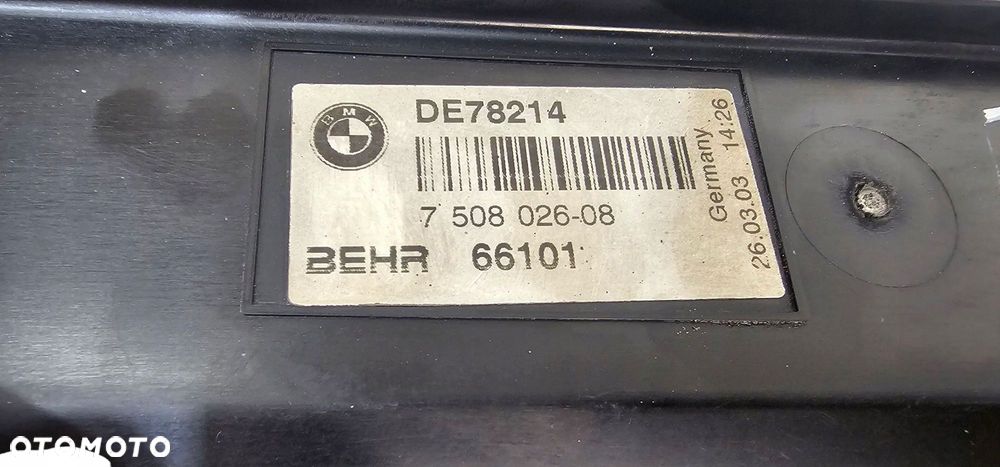 BMW
DE78214
7 508 026-08
BEHR 66101
Germany
26.03.03 14:26
OTOMOTO